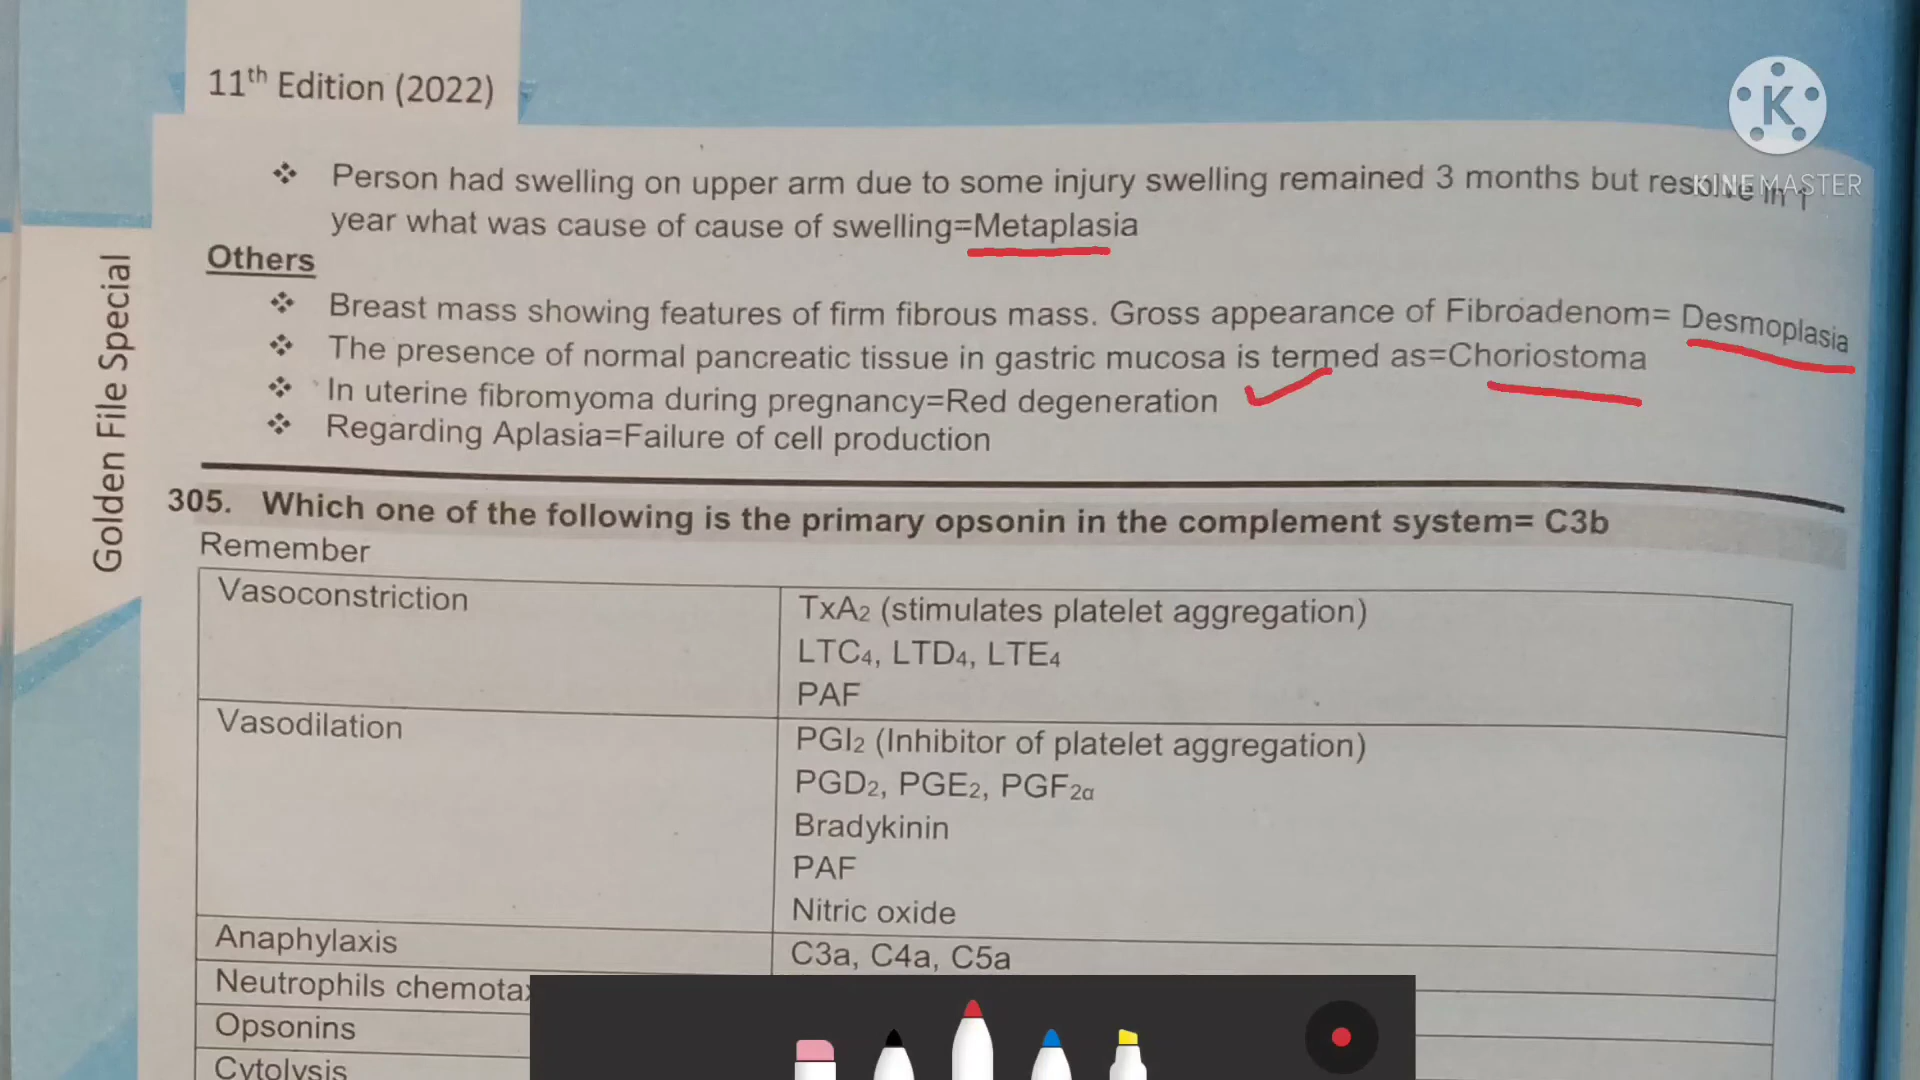 11th Edition (2022)
K
KINEMASTER
❖ Person had swelling on upper arm due to some injury swelling remained 3 months but in 1
year what was cause of cause of swelling=Metaplasia
Others
❖ Breast mass showing features of firm fibrous mass. Gross appearance of Fibroadenom= Desmoplasia
❖ The presence of normal pancreatic tissue in gastric mucosa is termed as=Choriostoma
❖ In uterine fibromyoma during pregnancy=Red degeneration
❖ Regarding Aplasia=Failure of cell production
Golden File Special
305. Which one of the following is the primary opsonin in the complement system= C3b
Remember
Vasoconstriction
TxA2 (stimulates platelet aggregation)
LTC4, LTD4, LTE4
PAF
Vasodilation
PGI2 (Inhibitor of platelet aggregation)
PGD2, PGE2, PGF2α
Bradykinin
PAF
Nitric oxide
Anaphylaxis
C3a, C4a, C5a
Neutrophils
Opsonins
Cytolysis